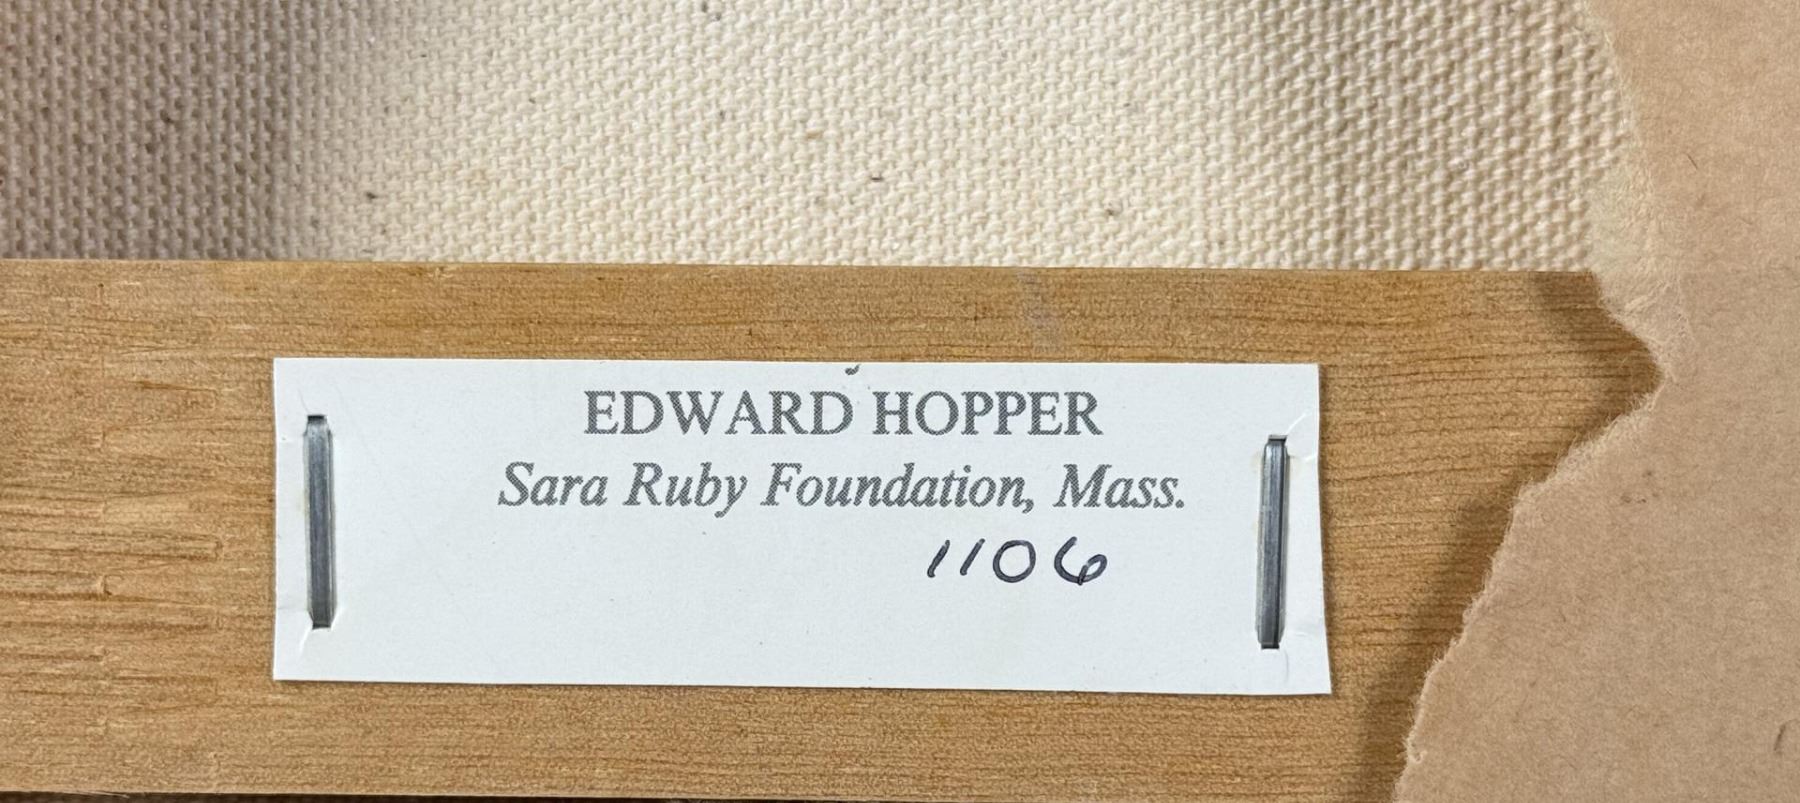 EDWARD HOPPER
Sara Ruby Foundation, Mass.
1106